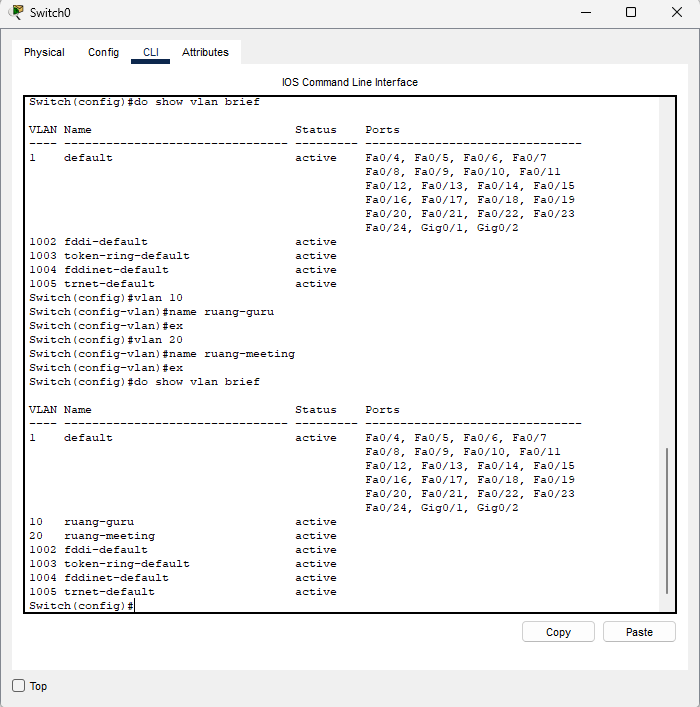 Switch0
Physical Config CLI Attributes
IOS Command Line Interface
Switch(config)#do show vlan brief
VLAN Name                             Status    Ports
---- -------------------------------- --------- -------------------------------
1    default                          active    Fa0/4, Fa0/5, Fa0/6, Fa0/7
                                                Fa0/8, Fa0/9, Fa0/10, Fa0/11
                                                Fa0/12, Fa0/13, Fa0/14, Fa0/15
                                                Fa0/16, Fa0/17, Fa0/18, Fa0/19
                                                Fa0/20, Fa0/21, Fa0/22, Fa0/23
                                                Fa0/24, Gig0/1, Gig0/2
1002 fddi-default                     active
1003 token-ring-default               active
1004 fddinet-default                  active
1005 trnet-default                    active
Switch(config)#vlan 10
Switch(config-vlan)#name ruang-guru
Switch(config-vlan)#ex
Switch(config)#vlan 20
Switch(config-vlan)#name ruang-meeting
Switch(config-vlan)#ex
Switch(config)#do show vlan brief
VLAN Name                             Status    Ports
---- -------------------------------- --------- -------------------------------
1    default                          active    Fa0/4, Fa0/5, Fa0/6, Fa0/7
                                                Fa0/8, Fa0/9, Fa0/10, Fa0/11
                                                Fa0/12, Fa0/13, Fa0/14, Fa0/15
                                                Fa0/16, Fa0/17, Fa0/18, Fa0/19
                                                Fa0/20, Fa0/21, Fa0/22, Fa0/23
                                                Fa0/24, Gig0/1, Gig0/2
10   ruang-guru                       active
20   ruang-meeting                    active
1002 fddi-default                     active
1003 token-ring-default               active
1004 fddinet-default                  active
1005 trnet-default                    active
Switch(config)#
Copy Paste
Top